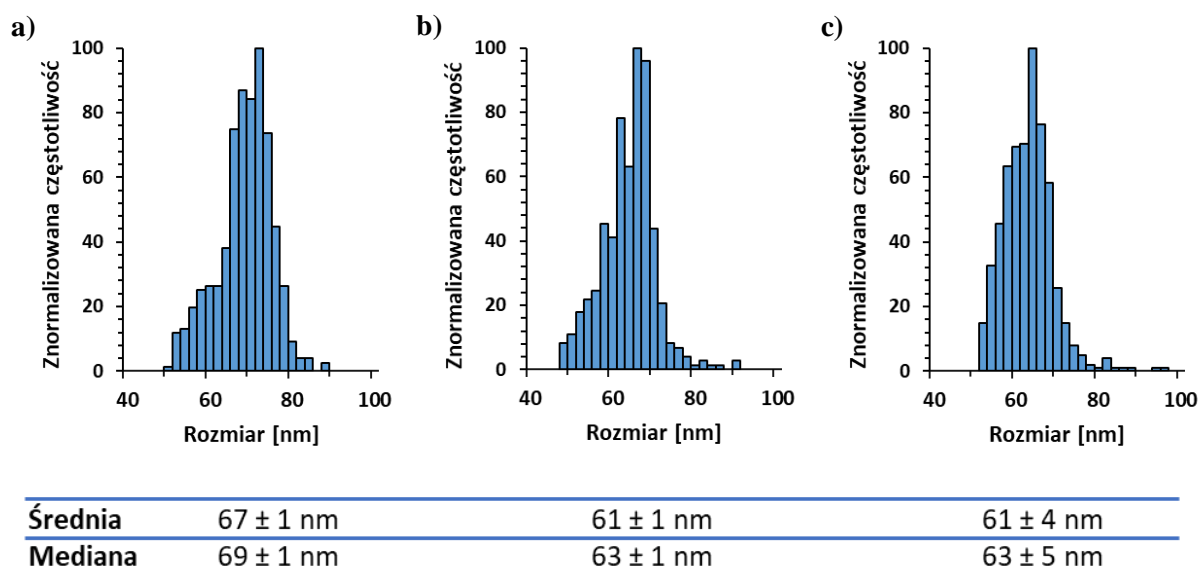 a)
Znormalizowana częstotliwość
100
80
60
40
20
0
40 60 80 100
Rozmiar [nm]
b)
Znormalizowana częstotliwość
100
80
60
40
20
0
40 60 80 100
Rozmiar [nm]
c)
Znormalizowana częstotliwość
100
80
60
40
20
0
40 60 80 100
Rozmiar [nm]
Średnia 67 ± 1 nm 61 ± 1 nm 61 ± 4 nm
Mediana 69 ± 1 nm 63 ± 1 nm 63 ± 5 nm